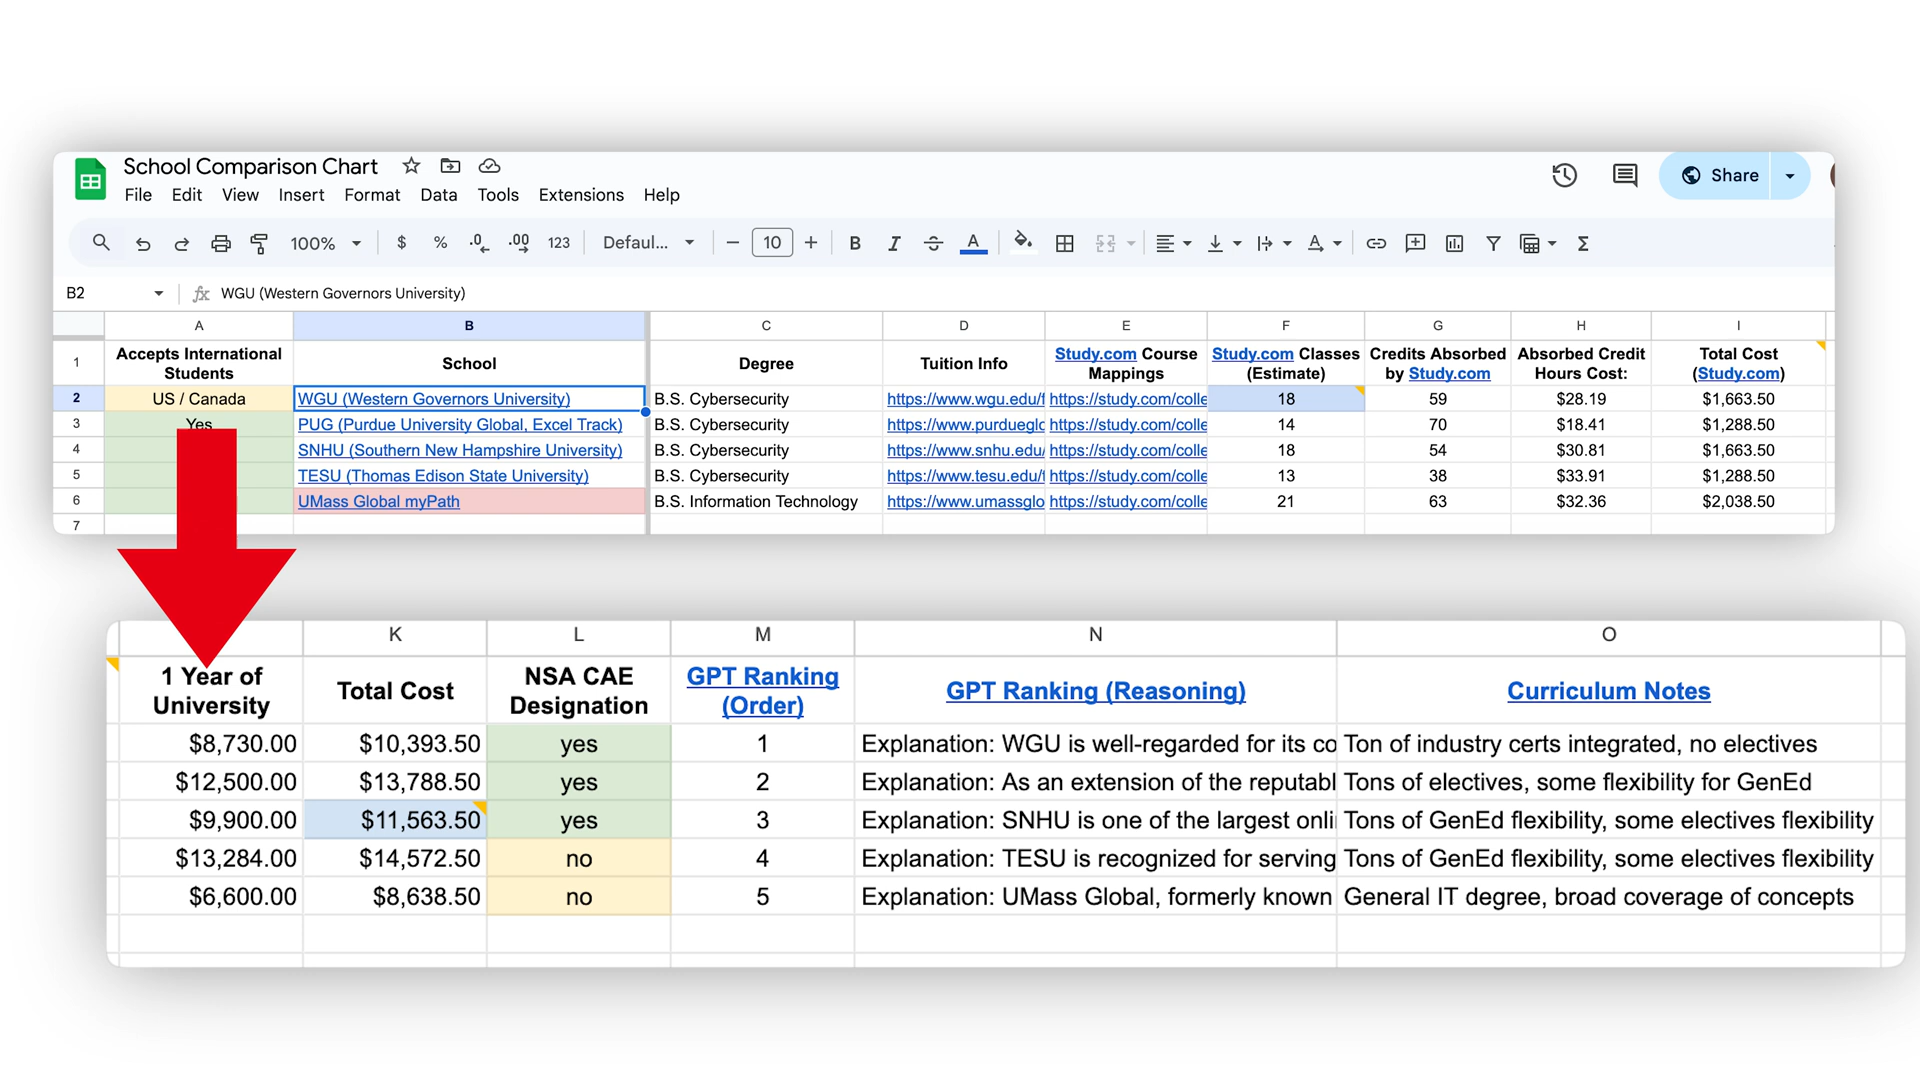 School Comparison Chart
File Edit View Insert Format Data Tools Extensions Help
Share
100% $ % .0 .00 123 Defaul... 10 B I A
B2 fx WGU (Western Governors University)
A B C D E F G H I
1 Accepts International Students School Degree Tuition Info Study.com Course Mappings Study.com Classes (Estimate) Credits Absorbed by Study.com Absorbed Credit Hours Cost: Total Cost (Study.com)
2 US / Canada WGU (Western Governors University) B.S. Cybersecurity https://www.wgu.edu/f https://study.com/colle 18 59 $28.19 $1,663.50
3 Yes PUG (Purdue University Global, Excel Track) B.S. Cybersecurity https://www.purdueglo https://study.com/colle 14 70 $18.41 $1,288.50
4 SNHU (Southern New Hampshire University) B.S. Cybersecurity https://www.snhu.edu/ https://study.com/colle 18 54 $30.81 $1,663.50
5 TESU (Thomas Edison State University) B.S. Cybersecurity https://www.tesu.edu/t https://study.com/colle 13 38 $33.91 $1,288.50
6 UMass Global myPath B.S. Information Technology https://www.umassglo https://study.com/colle 21 63 $32.36 $2,038.50
7
K L M N O
1 Year of University Total Cost NSA CAE Designation GPT Ranking (Order) GPT Ranking (Reasoning) Curriculum Notes
$8,730.00 $10,393.50 yes 1 Explanation: WGU is well-regarded for its co Ton of industry certs integrated, no electives
$12,500.00 $13,788.50 yes 2 Explanation: As an extension of the reputabl Tons of electives, some flexibility for GenEd
$9,900.00 $11,563.50 yes 3 Explanation: SNHU is one of the largest onli Tons of GenEd flexibility, some electives flexibility
$13,284.00 $14,572.50 no 4 Explanation: TESU is recognized for serving Tons of GenEd flexibility, some electives flexibility
$6,600.00 $8,638.50 no 5 Explanation: UMass Global, formerly known General IT degree, broad coverage of concepts